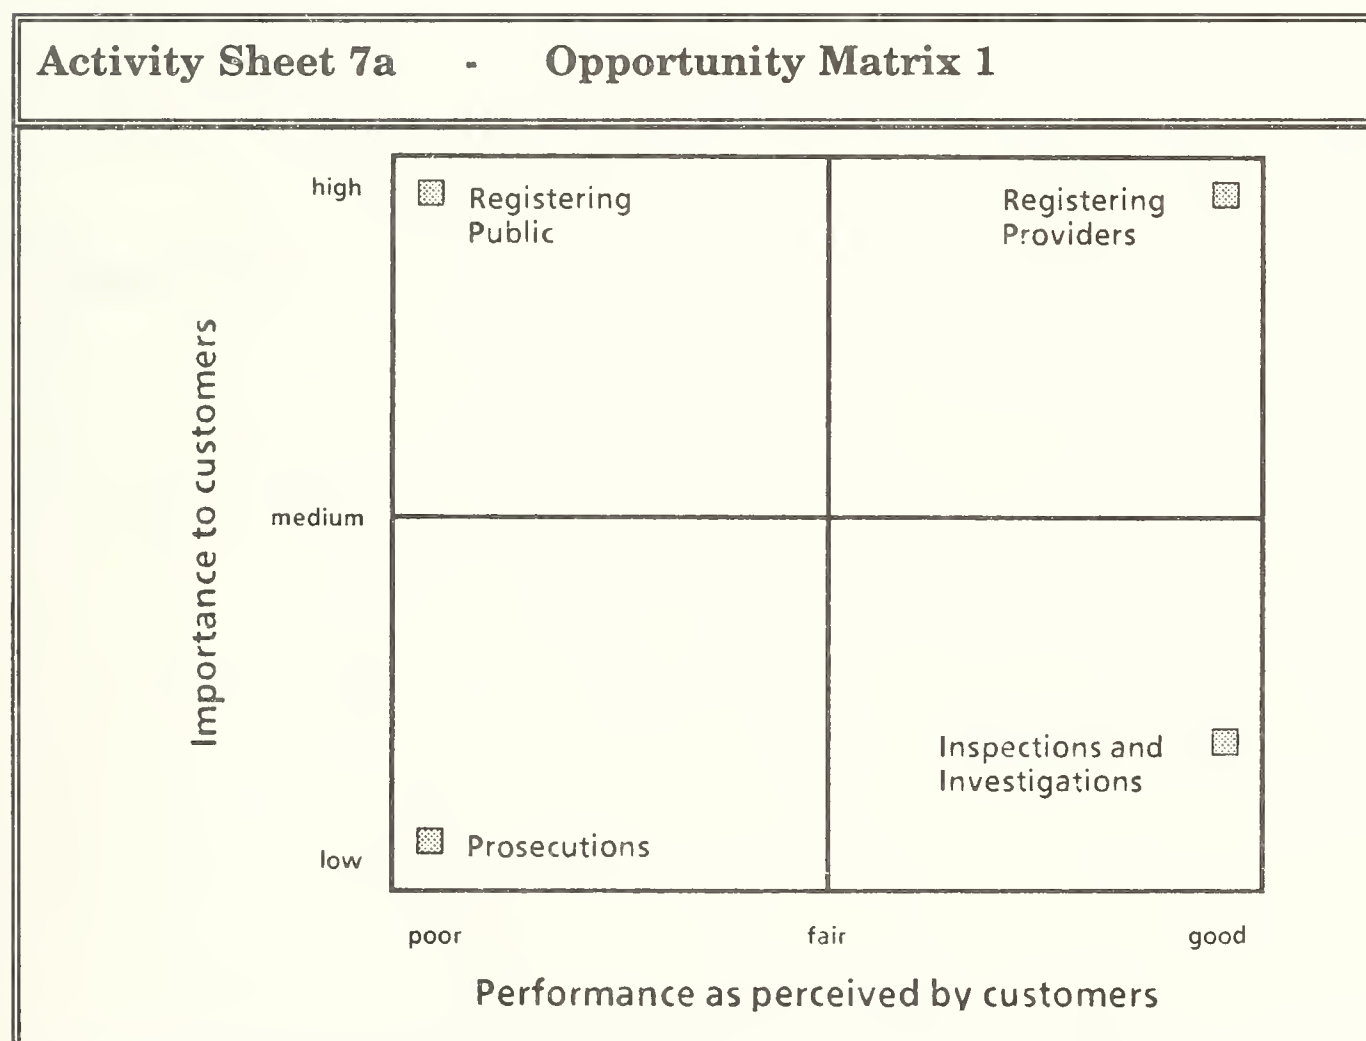 Activity Sheet 7a - Opportunity Matrix 1
high
Registering
Public
Registering
Providers
Importance to customers
medium
Inspections and
Investigations
Prosecutions
low
poor fair good
Performance as perceived by customers